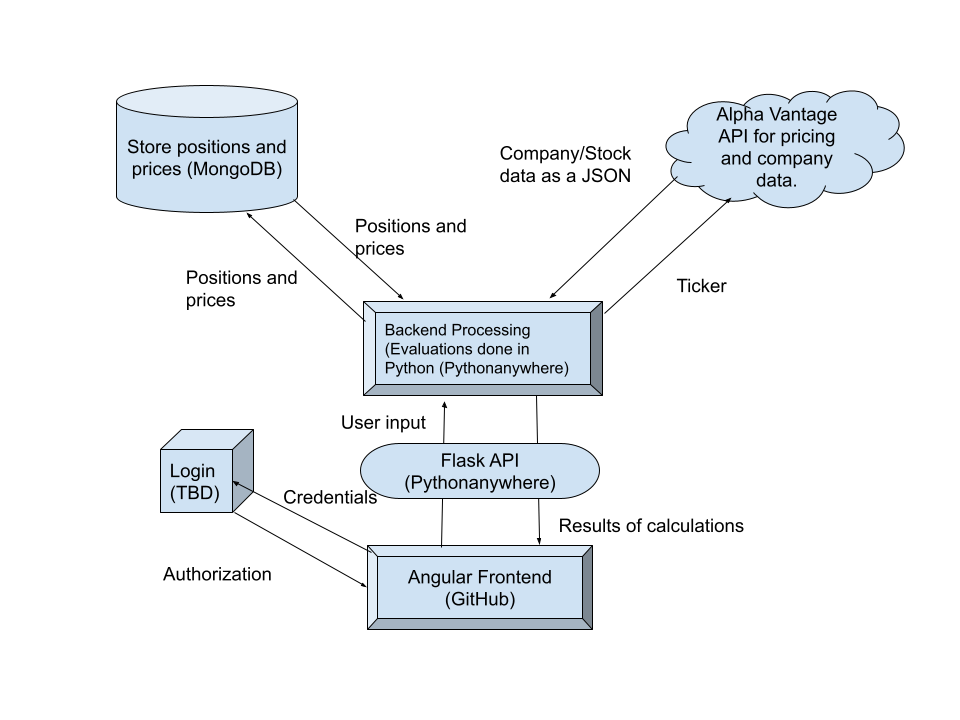 Alpha Vantage
API for pricing
and company
data.
Store positions and
prices (MongoDB)
Company/Stock
data as a JSON
Positions and
prices
Positions and
prices
Ticker
Backend Processing
(Evaluations done in
Python (Pythonanywhere)
User input
Flask API
(Pythonanywhere)
Login
(TBD)
Credentials
Results of calculations
Authorization
Angular Frontend
(GitHub)